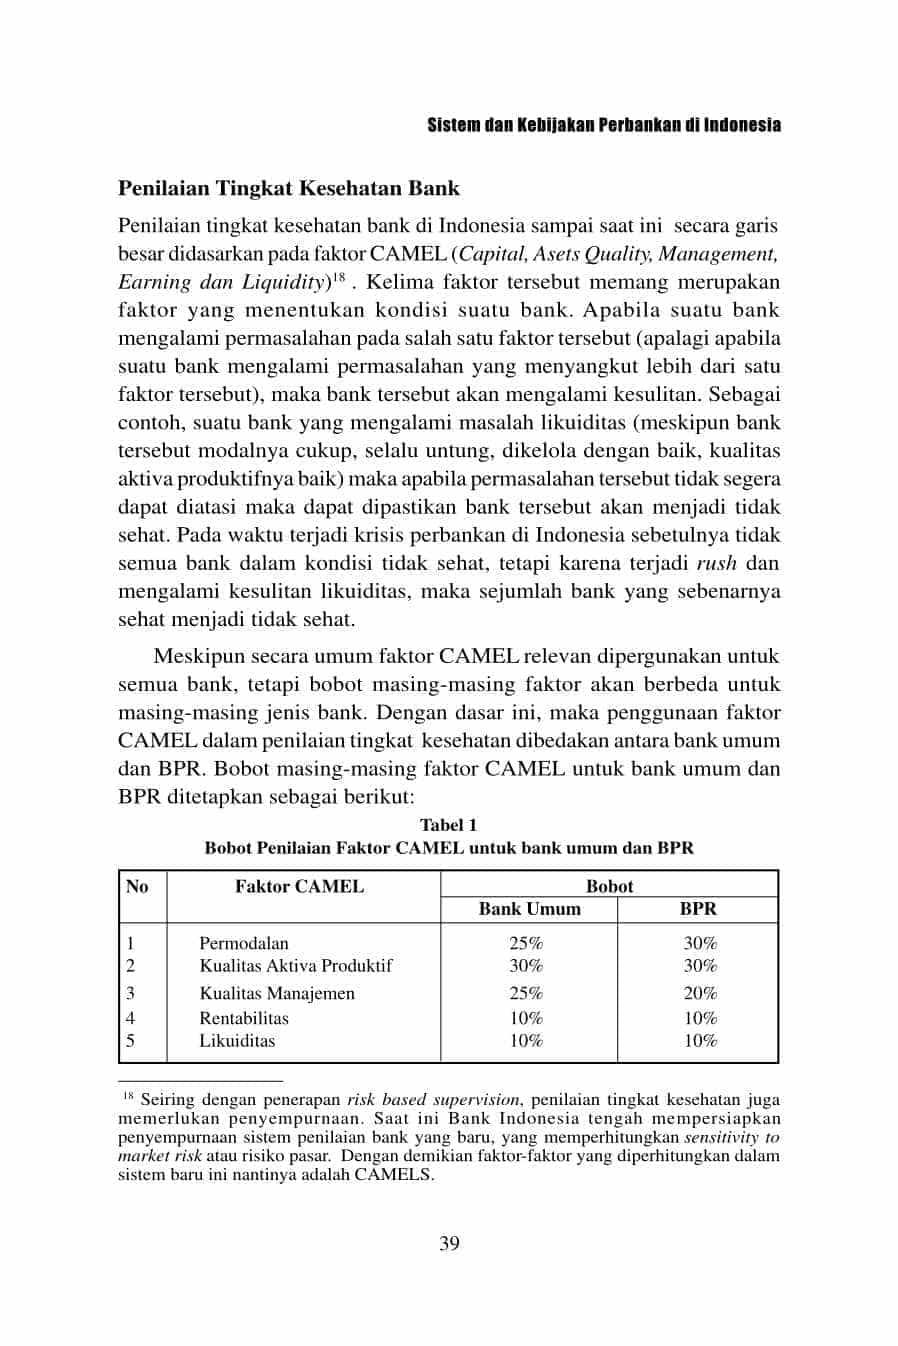 Sistem dan Kebijakan Perbankan di Indonesia
Penilaian Tingkat Kesehatan Bank
Penilaian tingkat kesehatan bank di Indonesia sampai saat ini secara garis
besar didasarkan pada faktor CAMEL (Capital, Asets Quality, Management,
Earning dan Liquidity)18 . Kelima faktor tersebut memang merupakan
faktor yang menentukan kondisi suatu bank. Apabila suatu bank
mengalami permasalahan pada salah satu faktor tersebut (apalagi apabila
suatu bank mengalami permasalahan yang menyangkut lebih dari satu
faktor tersebut), maka bank tersebut akan mengalami kesulitan. Sebagai
contoh, suatu bank yang mengalami masalah likuiditas (meskipun bank
tersebut modalnya cukup, selalu untung, dikelola dengan baik, kualitas
aktiva produktifnya baik) maka apabila permasalahan tersebut tidak segera
dapat diatasi maka dapat dipastikan bank tersebut akan menjadi tidak
sehat. Pada waktu terjadi krisis perbankan di Indonesia sebetulnya tidak
semua bank dalam kondisi tidak sehat, tetapi karena terjadi rush dan
mengalami kesulitan likuiditas, maka sejumlah bank yang sebenarnya
sehat menjadi tidak sehat.
Meskipun secara umum faktor CAMEL relevan dipergunakan untuk
semua bank, tetapi bobot masing-masing faktor akan berbeda untuk
masing-masing jenis bank. Dengan dasar ini, maka penggunaan faktor
CAMEL dalam penilaian tingkat kesehatan dibedakan antara bank umum
dan BPR. Bobot masing-masing faktor CAMEL untuk bank umum dan
BPR ditetapkan sebagai berikut:
Tabel 1
Bobot Penilaian Faktor CAMEL untuk bank umum dan BPR
No Faktor CAMEL Bobot
Bank Umum BPR
1 Permodalan 25% 30%
2 Kualitas Aktiva Produktif 30% 30%
3 Kualitas Manajemen 25% 20%
4 Rentabilitas 10% 10%
5 Likuiditas 10% 10%
18 Seiring dengan penerapan risk based supervision, penilaian tingkat kesehatan juga
memerlukan penyempurnaan. Saat ini Bank Indonesia tengah mempersiapkan
penyempurnaan sistem penilaian bank yang baru, yang memperhitungkan sensitivity to
market risk atau risiko pasar. Dengan demikian faktor-faktor yang diperhitungkan dalam
sistem baru ini nantinya adalah CAMELS.
39